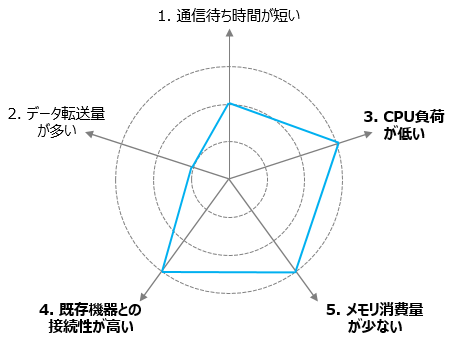 1. 通信待ち時間が短い
2. データ転送量
が多い
3. CPU負荷
が低い
4. 既存機器との
接続性が高い
5. メモリ消費量
が少ない